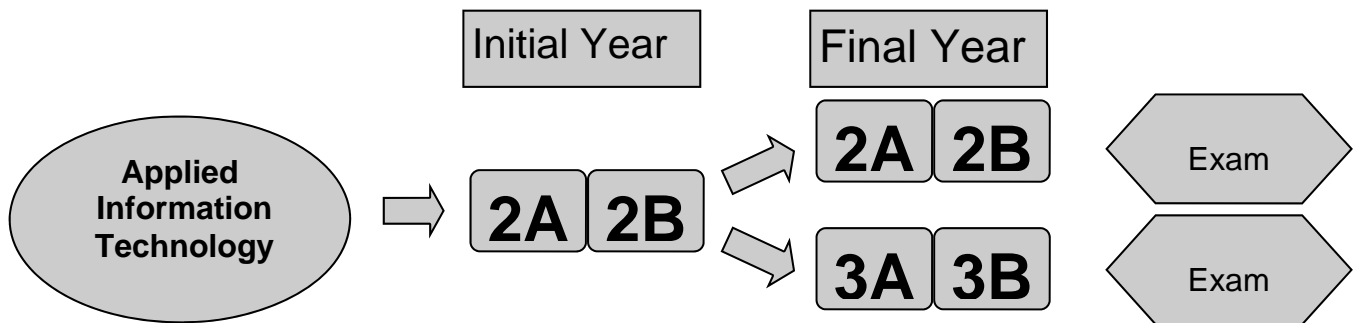 Initial Year
Final Year
Applied
Information
Technology
2A 2B
2A 2B
Exam
3A 3B
Exam